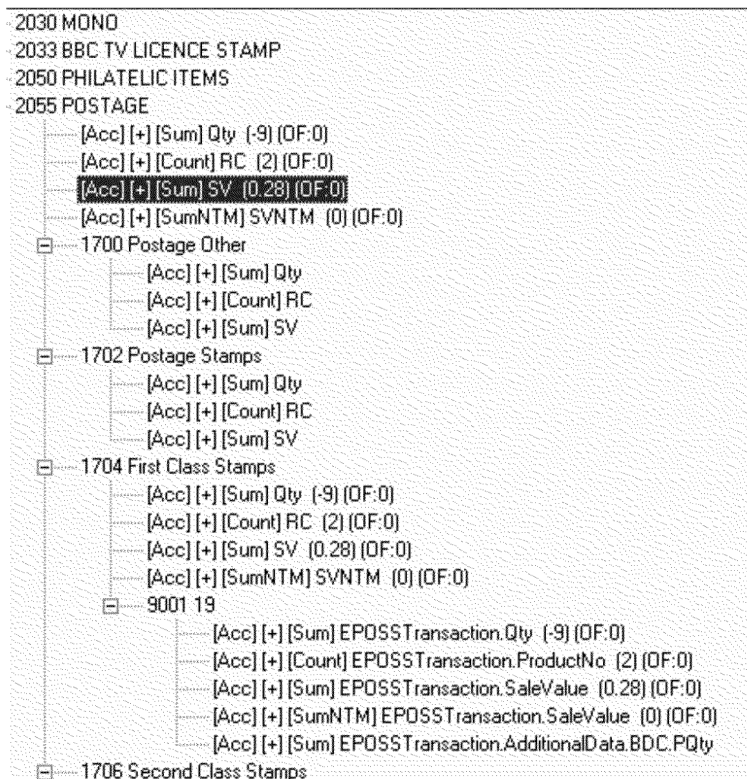 2030 MONO
2033 BBC TV LICENCE STAMP
2050 PHILATELIC ITEMS
2055 POSTAGE
[Acc] [+] [Sum] Qty (-9) (OF:0)
[Acc] [+] [Count] RC (2) (OF:0)
[Acc] [+] [Sum] SV (0.28) (OF:0)
[Acc] [+] [SumNTM] SVNTM (0) (OF:0)
1700 Postage Other
[Acc] [+] [Sum] Qty
[Acc] [+] [Count] RC
[Acc] [+] [Sum] SV
1702 Postage Stamps
[Acc] [+] [Sum] Qty
[Acc] [+] [Count] RC
[Acc] [+] [Sum] SV
1704 First Class Stamps
[Acc] [+] [Sum] Qty (-9) (OF:0)
[Acc] [+] [Count] RC (2) (OF:0)
[Acc] [+] [Sum] SV (0.28) (OF:0)
[Acc] [+] [SumNTM] SVNTM (0) (OF:0)
9001 19
[Acc] [+] [Sum] EPOSSTransaction.Qty (-9) (OF:0)
[Acc] [+] [Count] EPOSSTransaction.ProductNo (2) (OF:0)
[Acc] [+] [Sum] EPOSSTransaction.SaleValue (0.28) (OF:0)
[Acc] [+] [SumNTM] EPOSSTransaction.SaleValue (0) (OF:0)
[Acc] [+] [Sum] EPOSSTransaction.AdditionalData.BDC.PQty
1706 Second Class Stamps